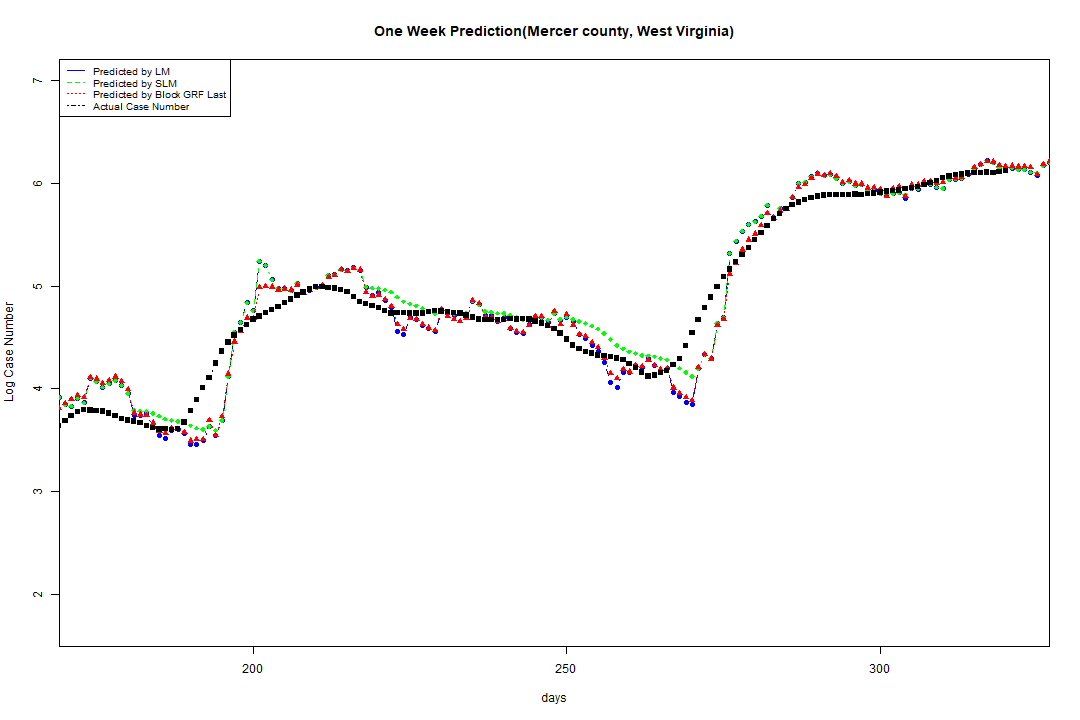 One Week Prediction(Mercer county, West Virginia)
Predicted by LM
Predicted by SLM
Predicted by Block GRF Last
Actual Case Number
7
6
5
4
3
2
Log Case Number
200
250
300
days